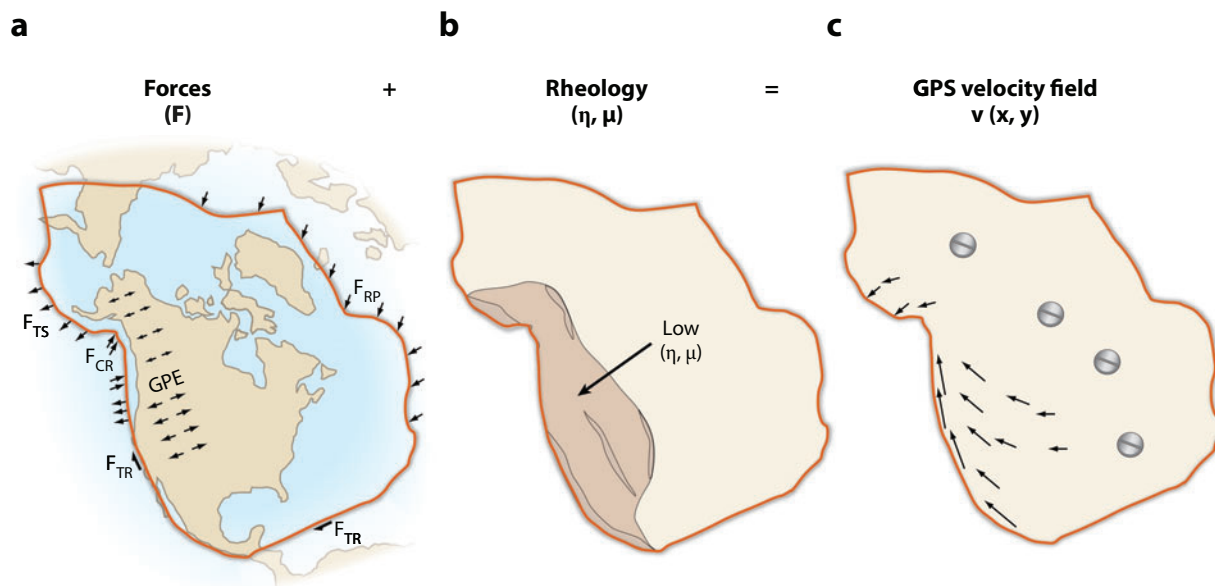 a
b
c
Forces
(F)
+
Rheology
(η, μ)
=
GPS velocity field
v (x, y)
F_RP
F_TS
F_CR
GPE
F_TR
F_TR
Low
(η, μ)